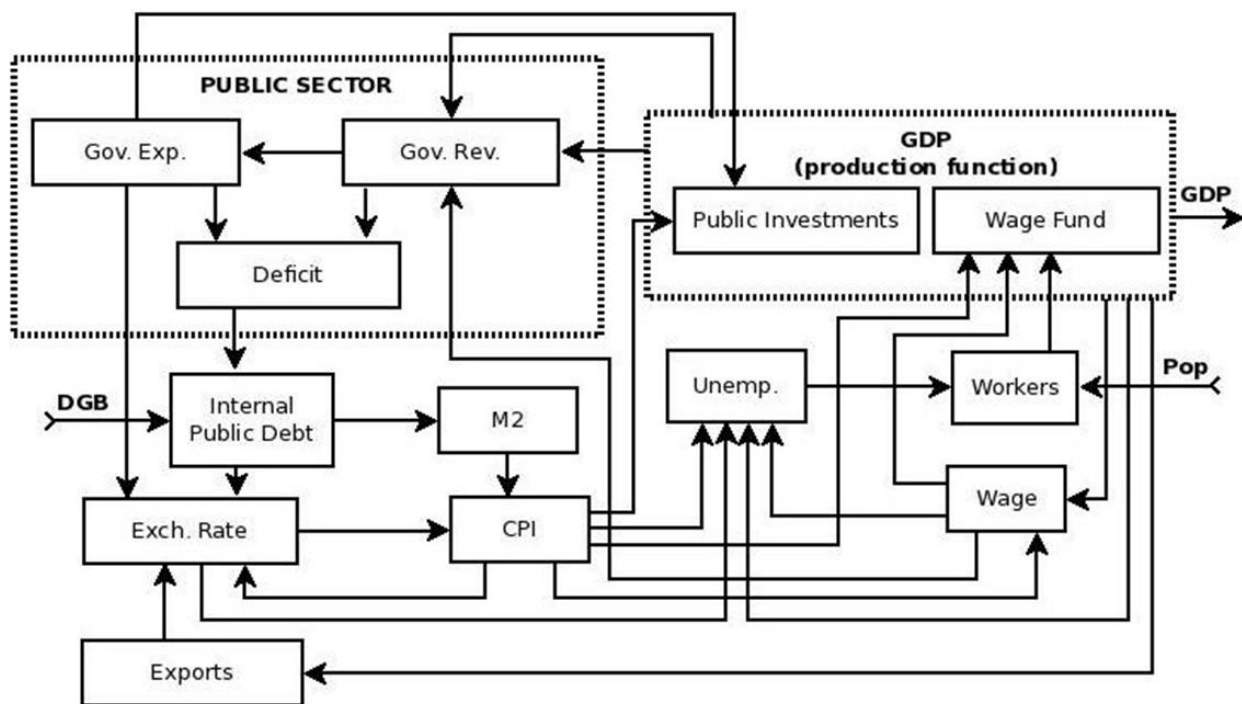 PUBLIC SECTOR
Gov. Exp.
Gov. Rev.
Deficit
GDP
(production function)
Public Investments
Wage Fund
GDP
DGB
Internal
Public Debt
M2
Unemp.
Workers
Pop
Exch. Rate
CPI
Wage
Exports